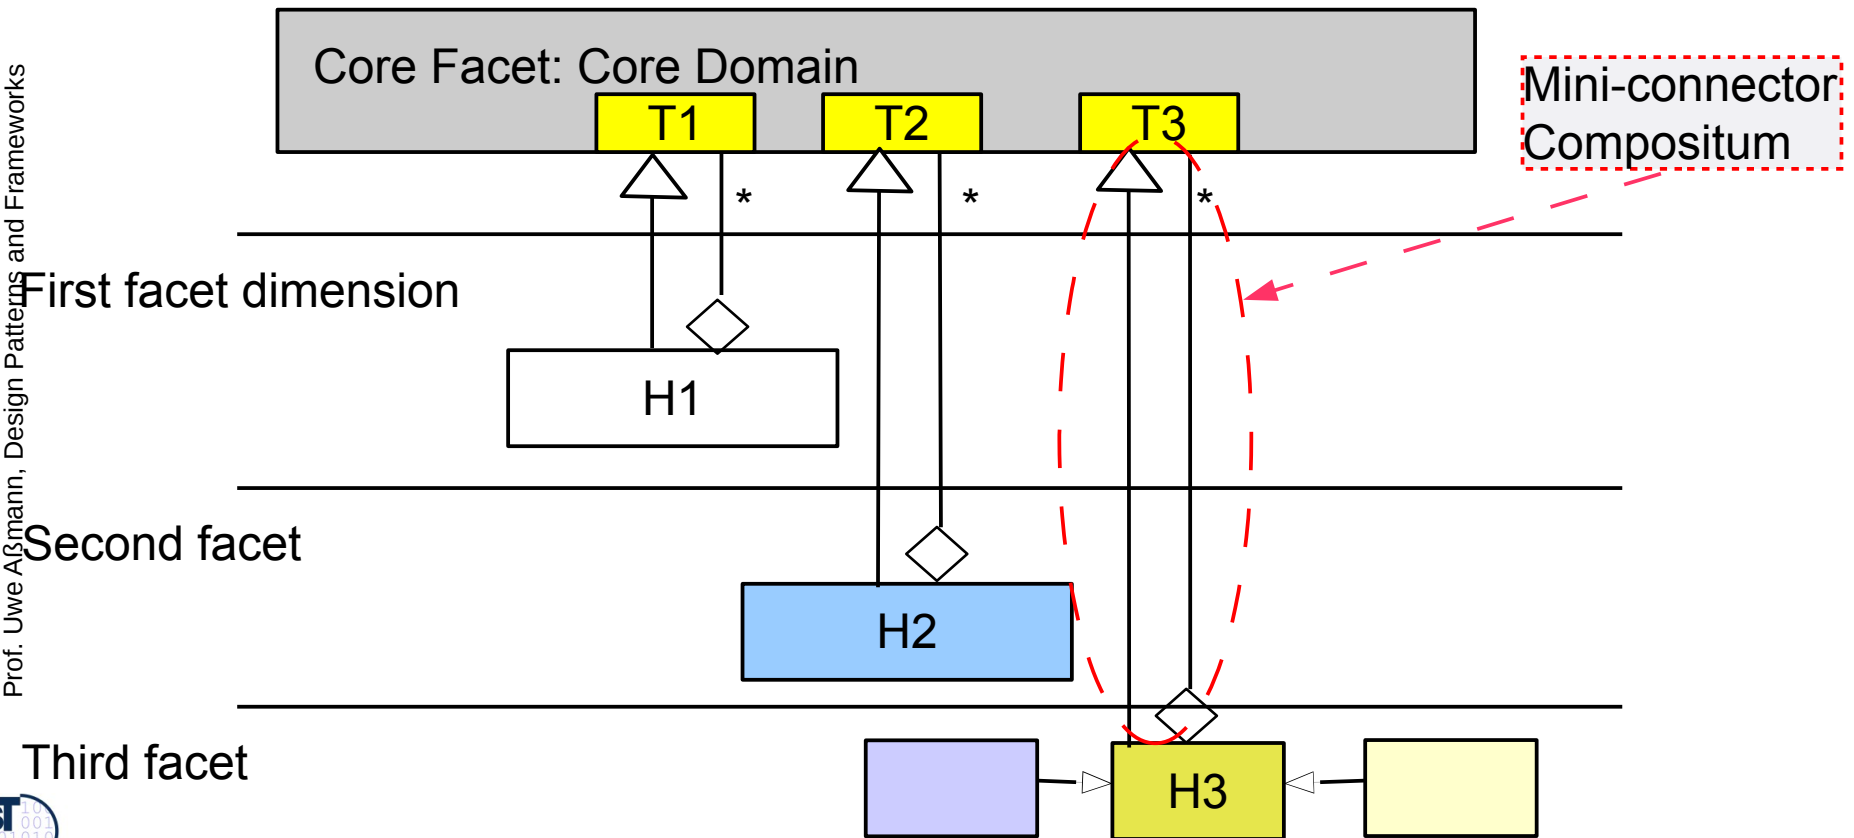 Core Facet: Core Domain
T1
T2
T3
Mini-connector
Compositum
*
*
*
First facet dimension
H1
Second facet
H2
Third facet
H3
Prof. Uwe Aßmann, Design Patterns and Frameworks